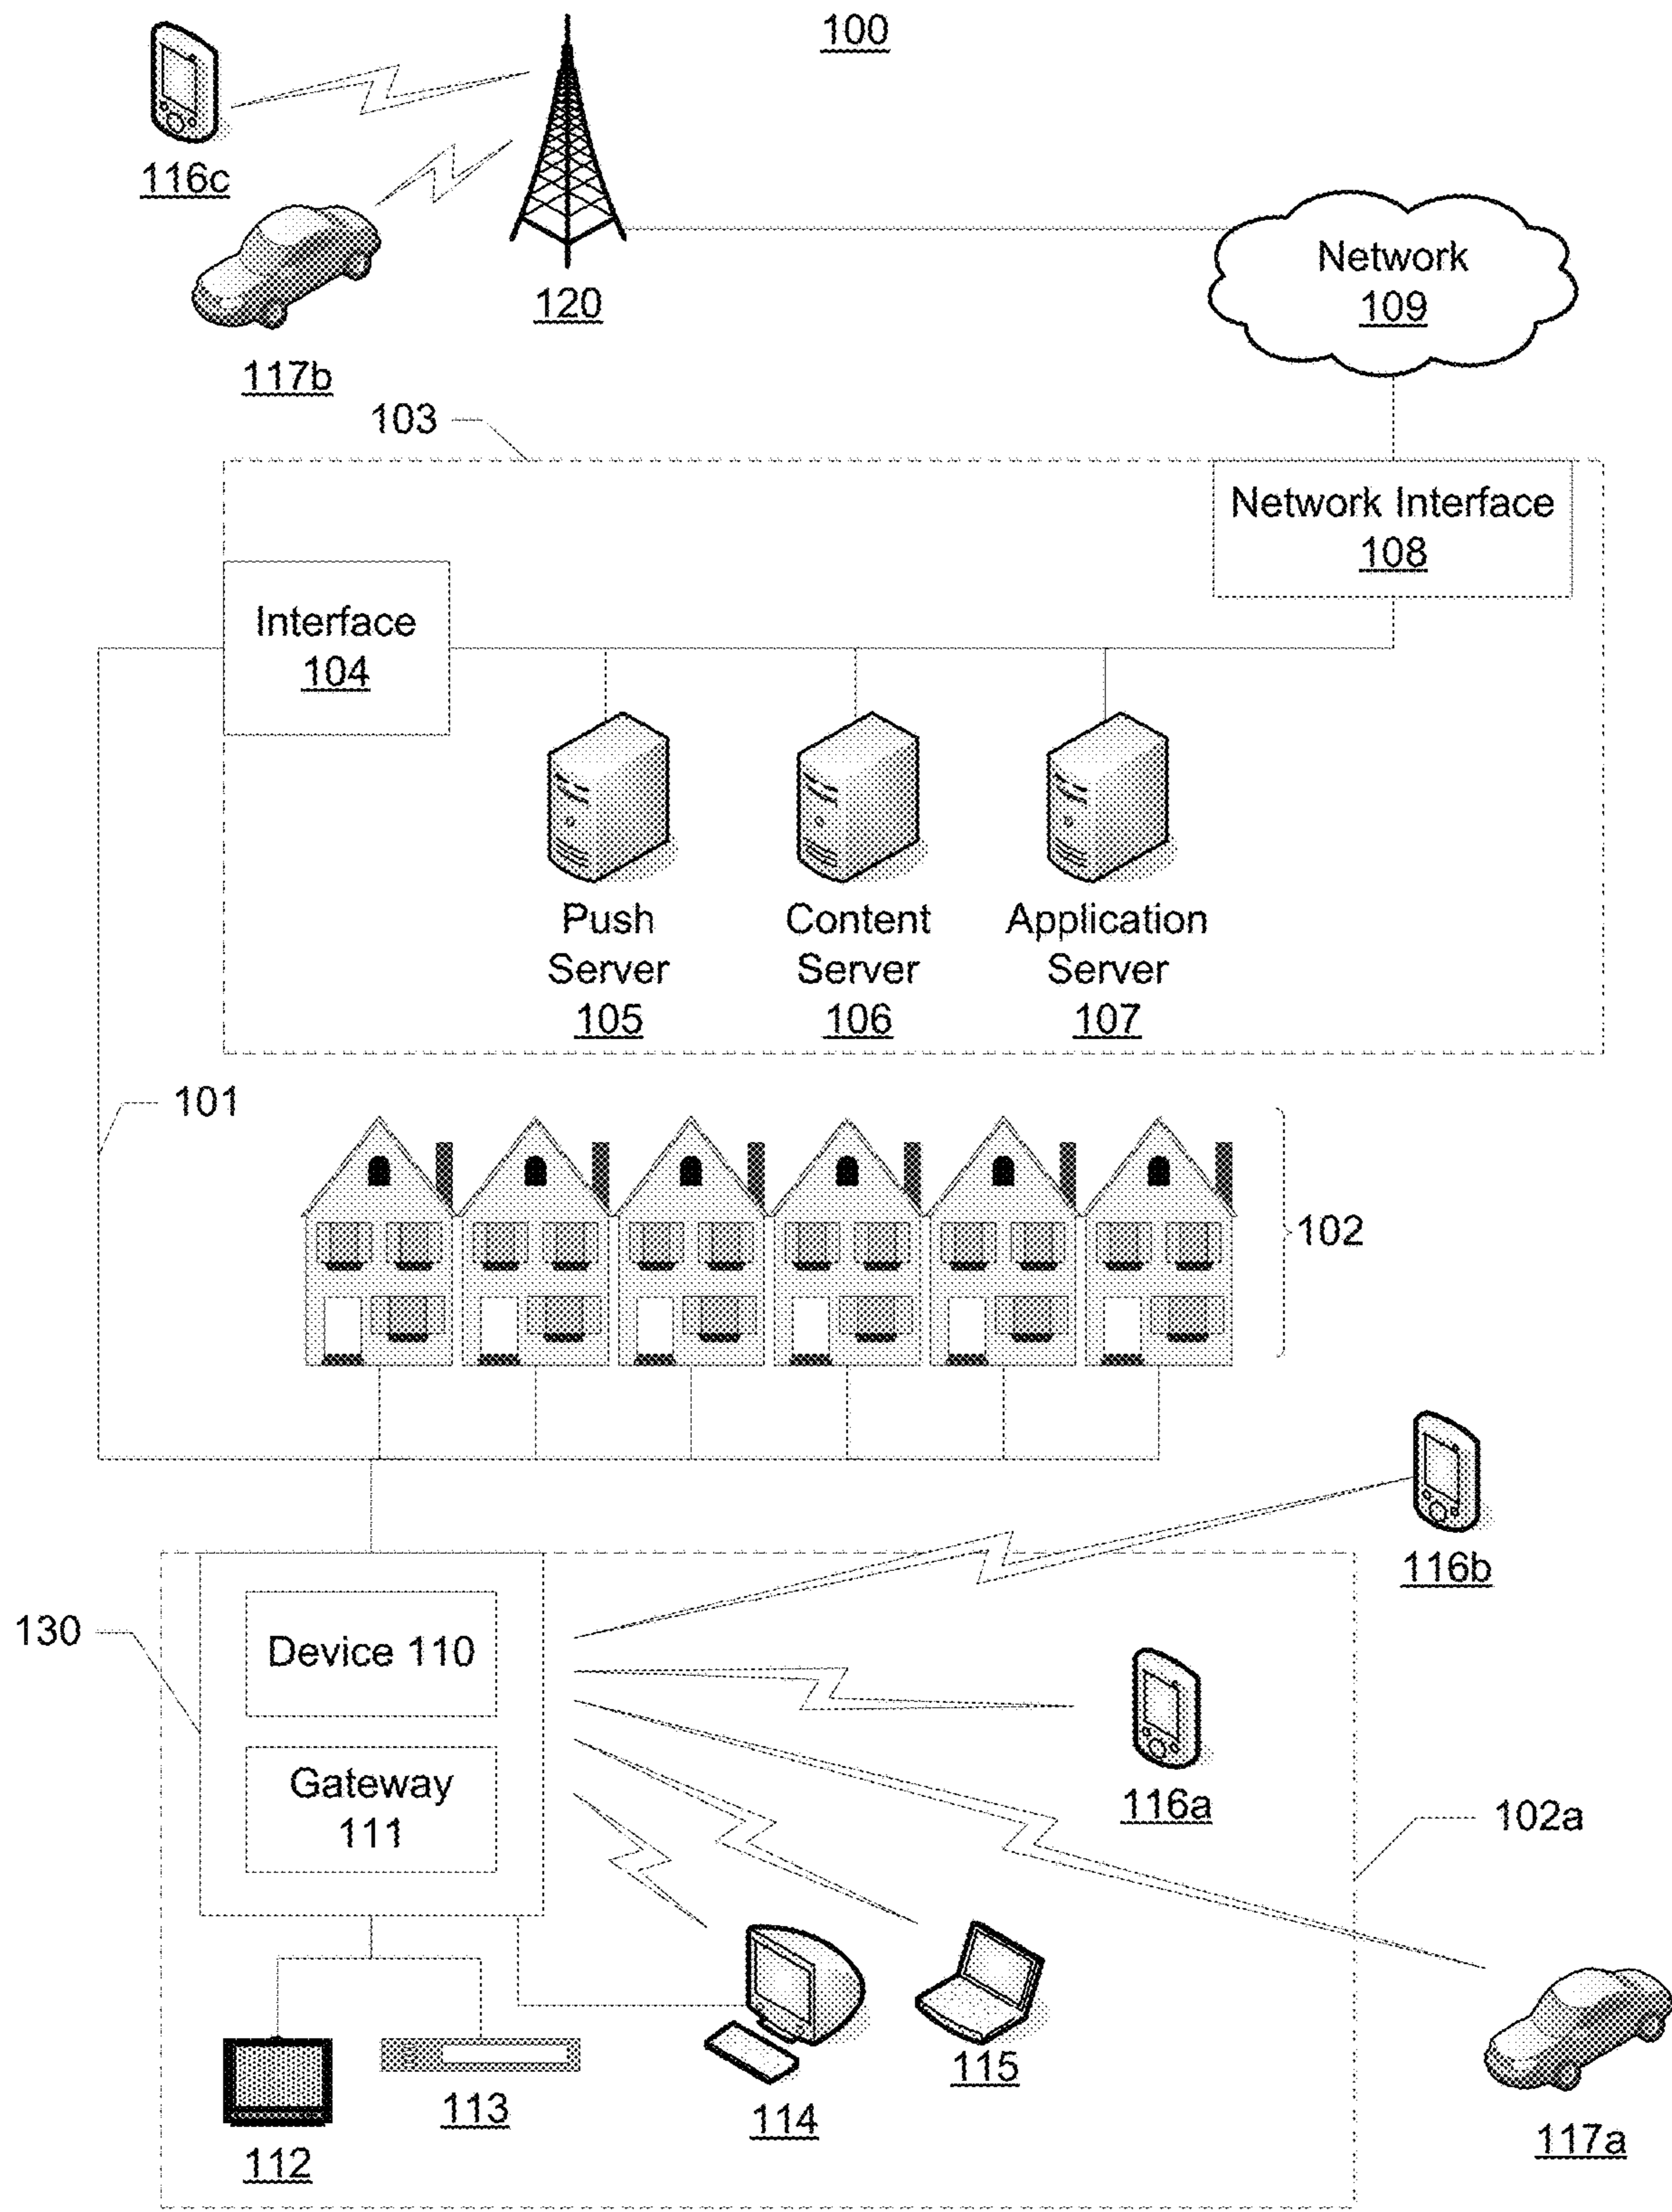 100
116c
120
117b
Network
109
103
Network Interface
108
Interface
104
Push
Server
105
Content
Server
106
Application
Server
107
101
102
116b
130
Device 110
Gateway
111
116a
102a
112
113
114
115
117a